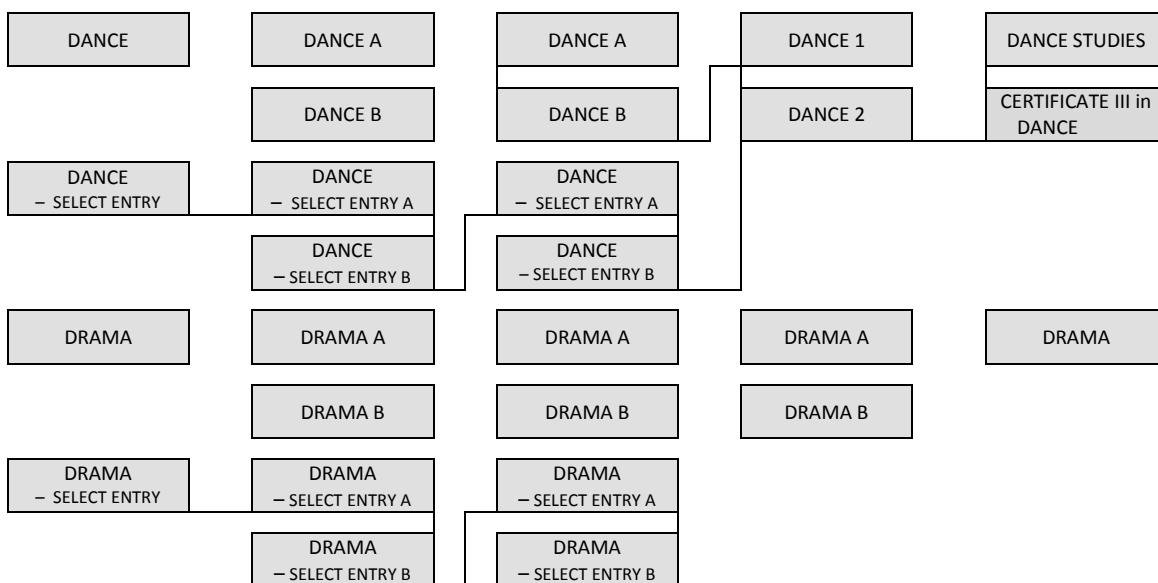 DANCE
DANCE A
DANCE A
DANCE 1
DANCE STUDIES
DANCE B
DANCE B
DANCE 2
CERTIFICATE III in
DANCE
DANCE
– SELECT ENTRY
DANCE
– SELECT ENTRY A
DANCE
– SELECT ENTRY A
DANCE
– SELECT ENTRY B
DANCE
– SELECT ENTRY B
DRAMA
DRAMA A
DRAMA A
DRAMA A
DRAMA
DRAMA B
DRAMA B
DRAMA B
DRAMA
– SELECT ENTRY
DRAMA
– SELECT ENTRY A
DRAMA
– SELECT ENTRY A
DRAMA
– SELECT ENTRY B
DRAMA
– SELECT ENTRY B